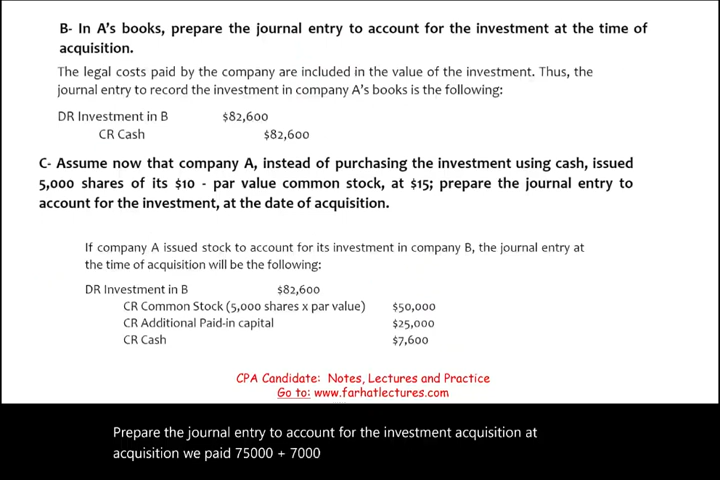 B- In A's books, prepare the journal entry to account for the investment at the time of
acquisition.
The legal costs paid by the company are included in the value of the investment. Thus, the
journal entry to record the investment in company A's books is the following:
DR Investment in B $82,600
CR Cash $82,600
C- Assume now that company A, instead of purchasing the investment using cash, issued
5,000 shares of its $10 - par value common stock, at $15; prepare the journal entry to
account for the investment, at the date of acquisition.
If company A issued stock to account for its investment in company B, the journal entry at
the time of acquisition will be the following:
DR Investment in B $82,600
CR Common Stock (5,000 shares x par value) $50,000
CR Additional Paid-in capital $25,000
CR Cash $7,600
CPA Candidate: Notes, Lectures and Practice
Go to: www.farhatlectures.com
Prepare the journal entry to account for the investment acquisition at
acquisition we paid 75000 + 7000